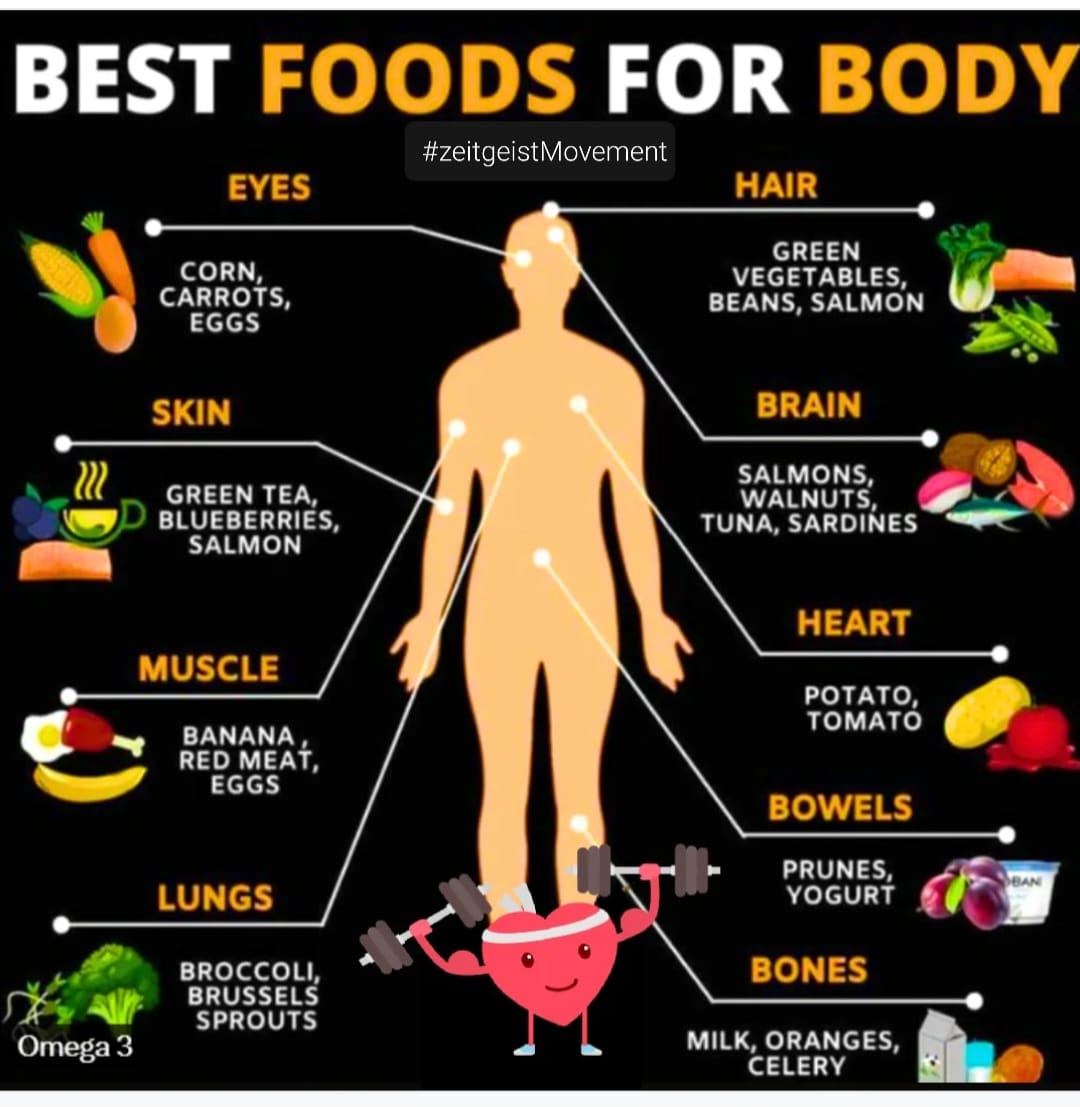 BEST FOODS FOR BODY
#zeitgeistMovement
EYES
CORN,
CARROTS,
EGGS
SKIN
GREEN TEA,
BLUEBERRIES,
SALMON
MUSCLE
BANANA,
RED MEAT,
EGGS
LUNGS
BROCCOLI,
BRUSSELS
SPROUTS
Omega 3
HAIR
GREEN
VEGETABLES,
BEANS, SALMON
BRAIN
SALMONS,
WALNUTS,
TUNA, SARDINES
HEART
POTATO,
TOMATO
BOWELS
PRUNES,
YOGURT
BANI
BONES
MILK, ORANGES,
CELERY